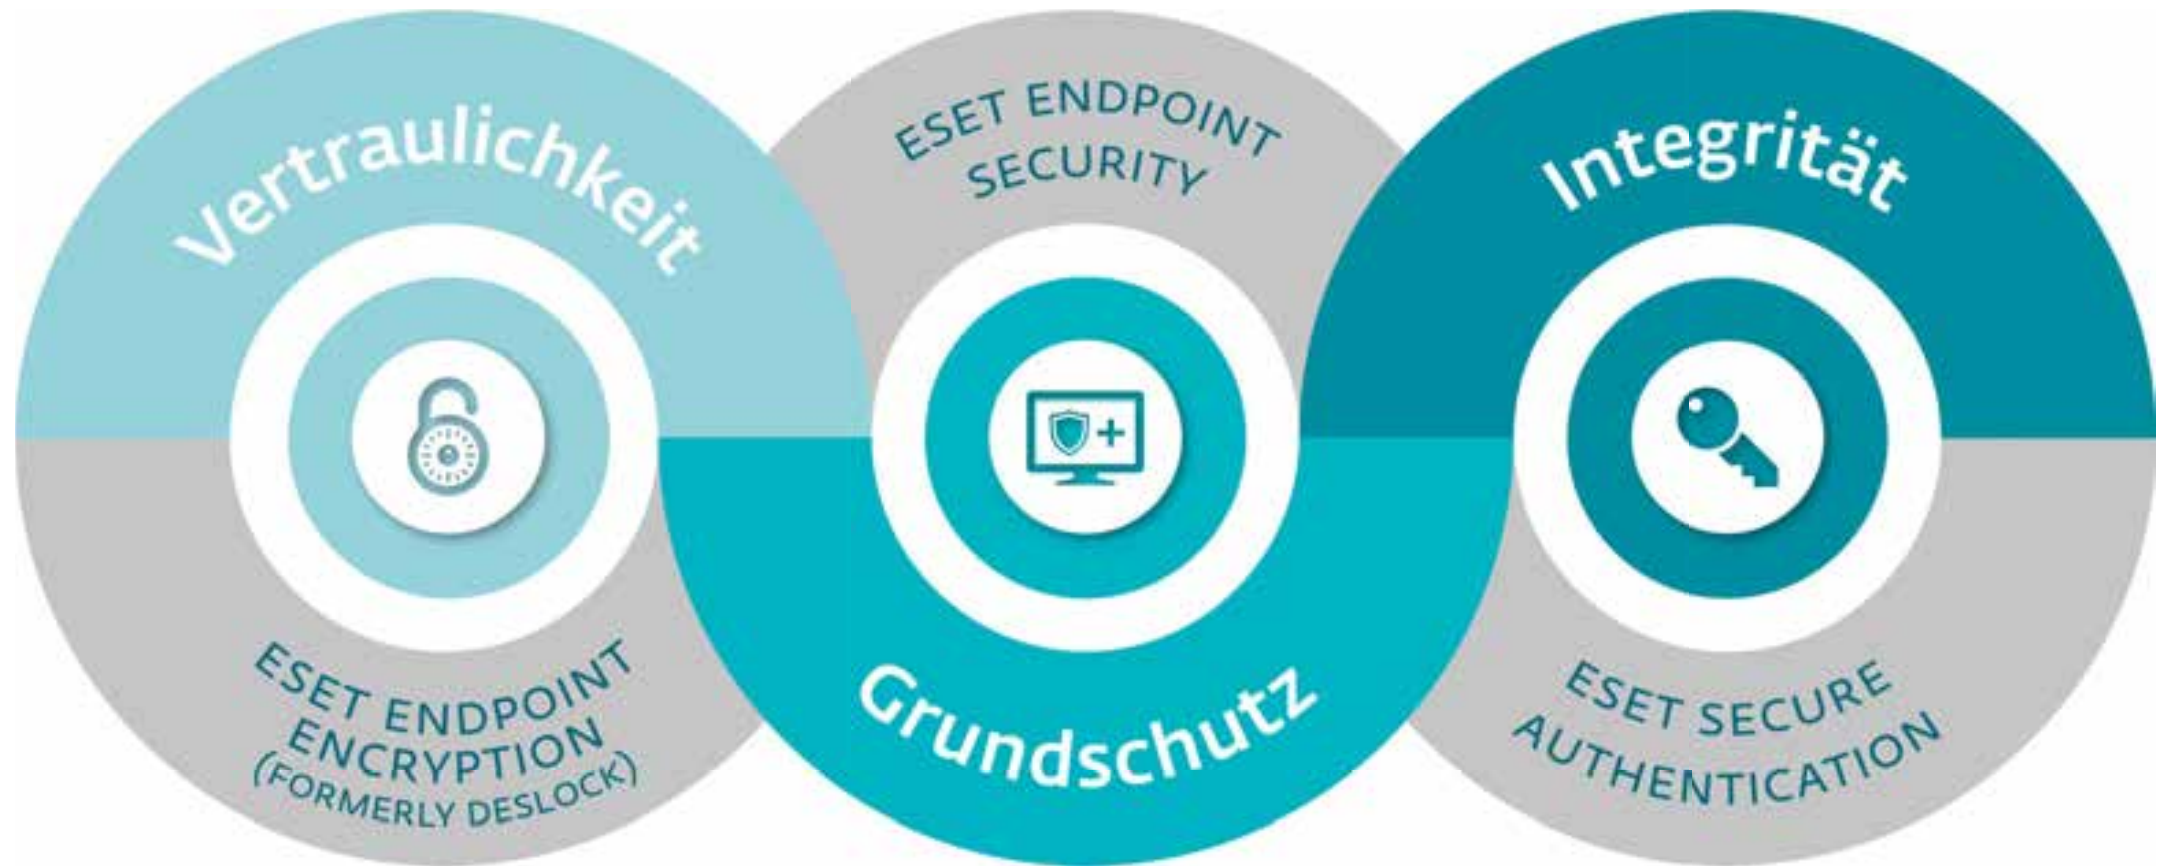 Vertraulichkeit
ESET ENDPOINT
ENCRYPTION
(FORMERLY DESLOCK)
ESET ENDPOINT
SECURITY
Grundschutz
Integrität
ESET SECURE
AUTHENTICATION